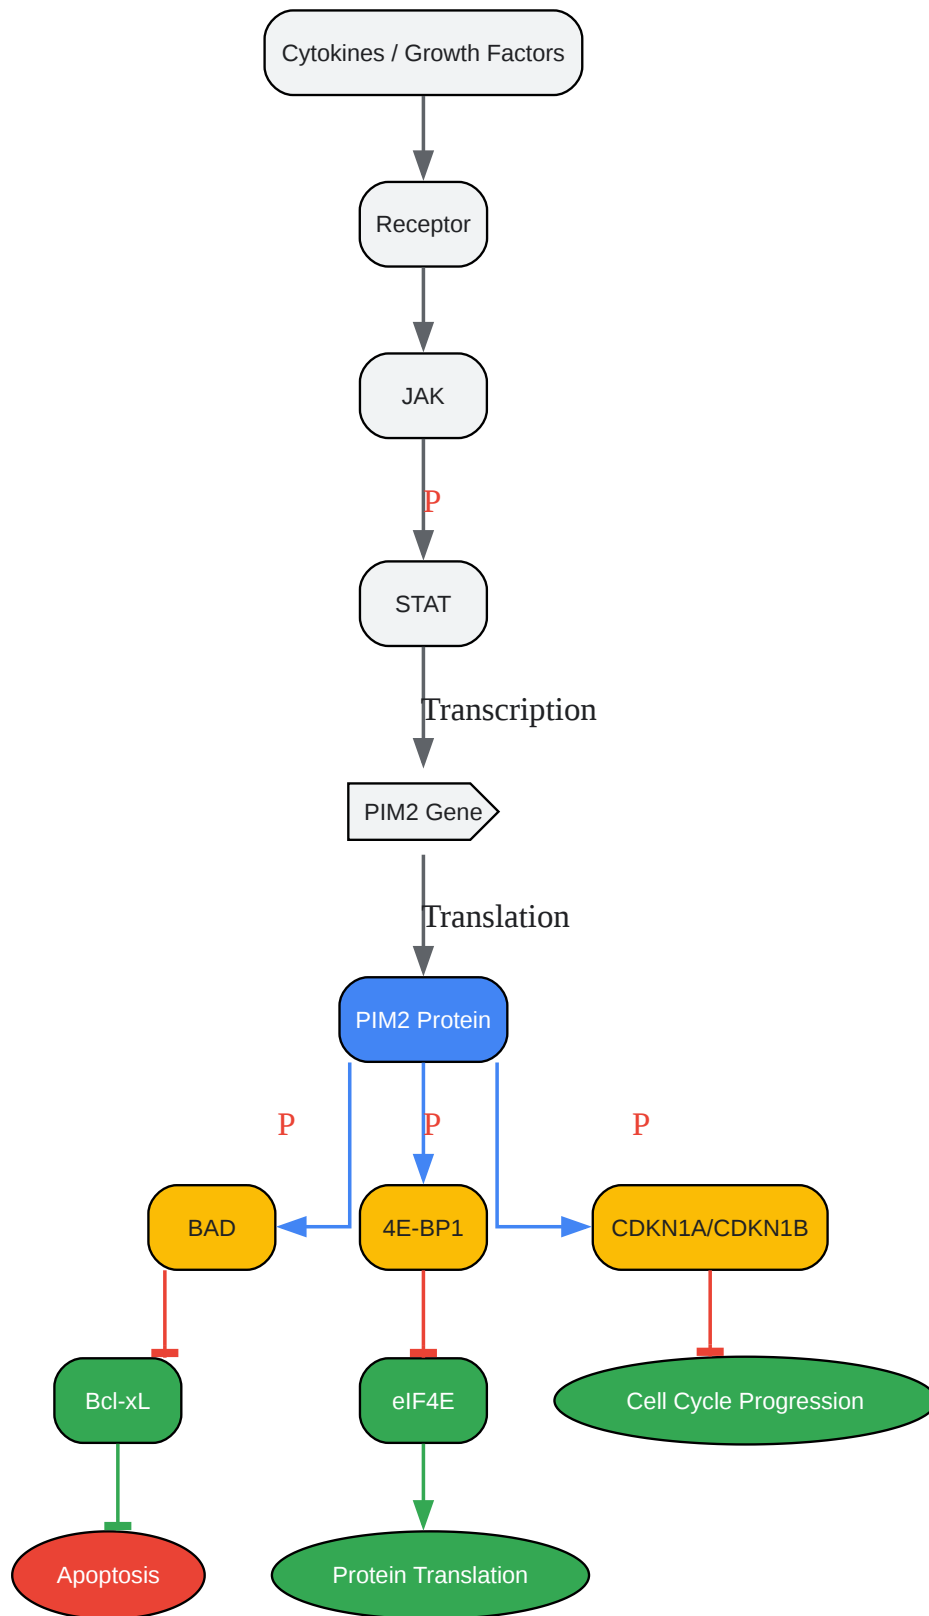 Cytokines / Growth Factors
Receptor
JAK
P
STAT
Transcription
PIM2 Gene
Translation
PIM2 Protein
P
P
P
BAD
4E-BP1
CDKN1A/CDKN1B
Bcl-xL
eIF4E
Cell Cycle Progression
Apoptosis
Protein Translation